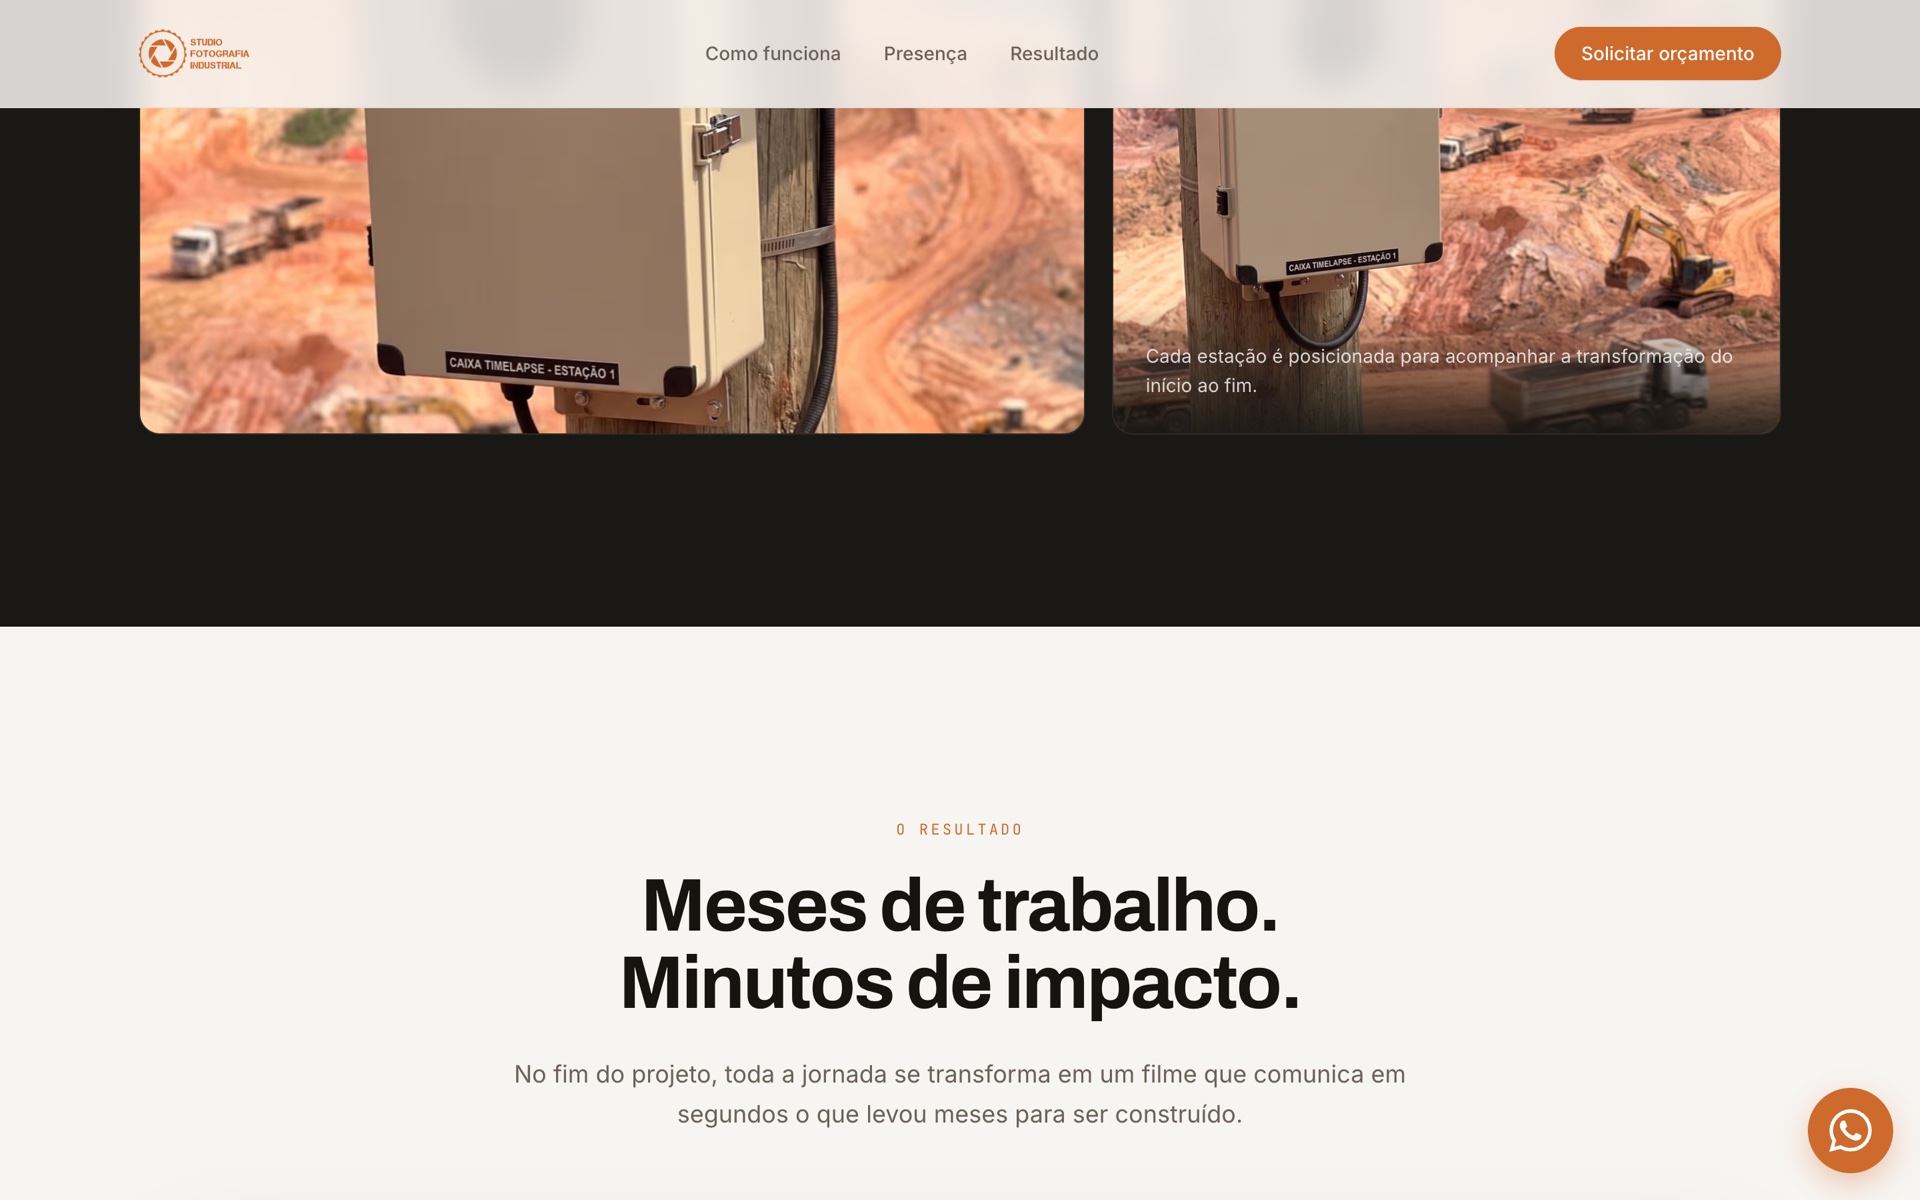 STUDIO
FOTOGRAFIA
INDUSTRIAL
Como funciona
Presença
Resultado
Solicitar orçamento
CAIXA TIMELAPSE - ESTAÇÃO 1
CAIXA TIMELAPSE - ESTAÇÃO 1
Cada estação é posicionada para acompanhar a transformação do
início ao fim.
O RESULTADO
Meses de trabalho.
Minutos de impacto.
No fim do projeto, toda a jornada se transforma em um filme que comunica em
segundos o que levou meses para ser construído.